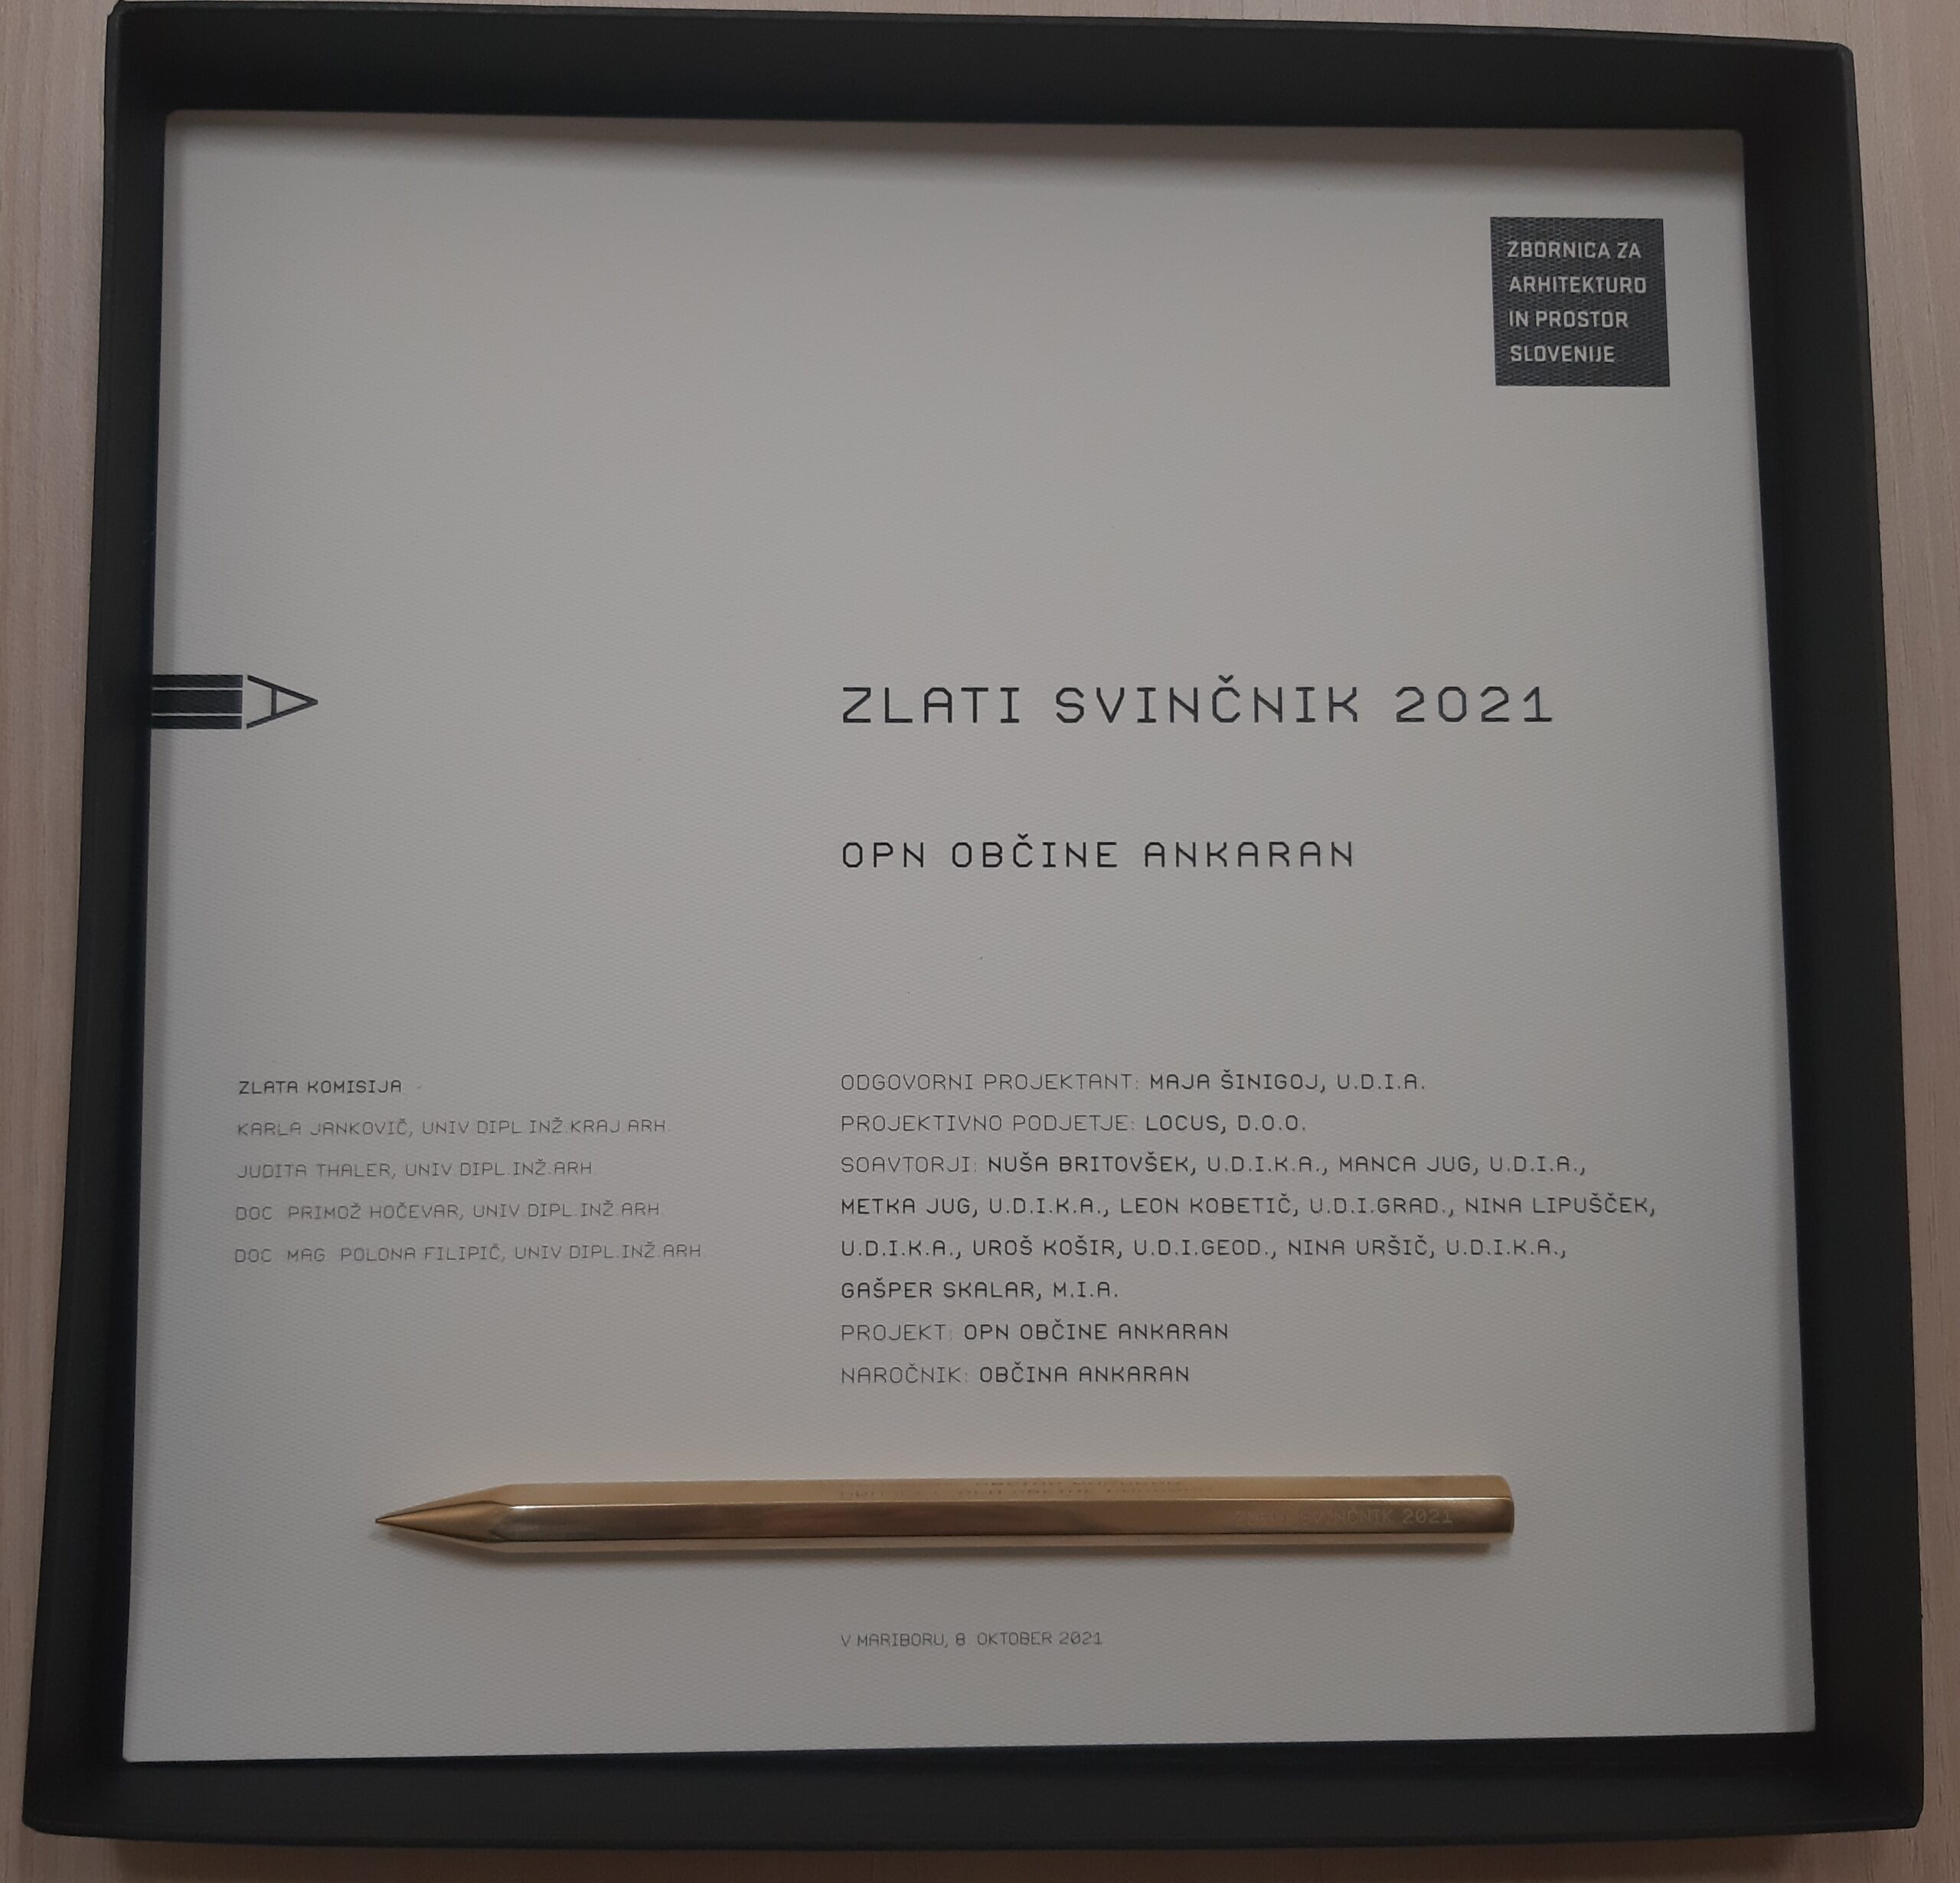 ZBORNICA ZA
ARHITEKTURO
IN PROSTOR
SLOVENIJE
ZLATI SVINČNIK 2021
OPN OBČINE ANKARAN
ZLATA KOMISIJA
KARLA JANKOVIČ, UNIV.DIPL.INŽ.KRAJ.ARH.
JUDITA THALER, UNIV.DIPL.INŽ.ARH.
DOC. PRIMOŽ HOČEVAR, UNIV.DIPL.INŽ.ARH.
DOC. MAG. POLONA FILIPIČ, UNIV.DIPL.INŽ.ARH.
ODGOVORNI PROJEKTANT: MAJA ŠINIGOJ, U.D.I.A.
PROJEKTIVNO PODJETJE: LOCUS, D.O.O.
SOAVTORJI: NUŠA BRITOVŠEK, U.D.I.K.A., MANCA JUG, U.D.I.A.,
METKA JUG, U.D.I.K.A., LEON KOBETIČ, U.D.I.GRAD., NINA LIPUŠČEK,
U.D.I.K.A., UROŠ KOŠIR, U.D.I.GEOD., NINA URŠIČ, U.D.I.K.A.,
GAŠPER SKALAR, M.I.A.
PROJEKT: OPN OBČINE ANKARAN
NAROČNIK: OBČINA ANKARAN
ZLATI SVINČNIK 2021
V MARIBORU, 8. OKTOBER 2021